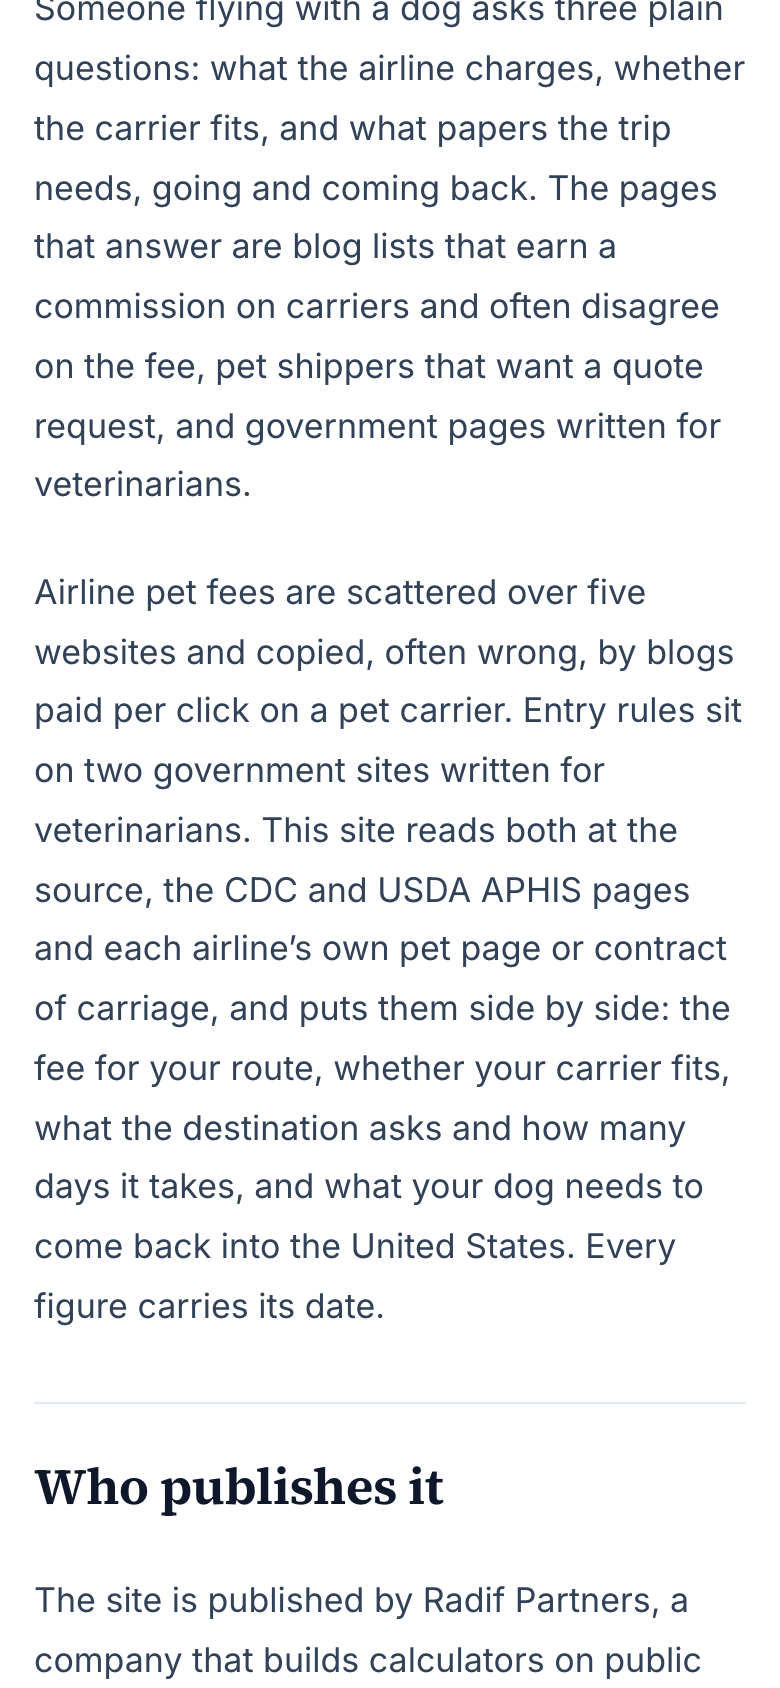 Someone flying with a dog asks three plain
questions: what the airline charges, whether
the carrier fits, and what papers the trip
needs, going and coming back. The pages
that answer are blog lists that earn a
commission on carriers and often disagree
on the fee, pet shippers that want a quote
request, and government pages written for
veterinarians.
Airline pet fees are scattered over five
websites and copied, often wrong, by blogs
paid per click on a pet carrier. Entry rules sit
on two government sites written for
veterinarians. This site reads both at the
source, the CDC and USDA APHIS pages
and each airline’s own pet page or contract
of carriage, and puts them side by side: the
fee for your route, whether your carrier fits,
what the destination asks and how many
days it takes, and what your dog needs to
come back into the United States. Every
figure carries its date.
Who publishes it
The site is published by Radif Partners, a
company that builds calculators on public